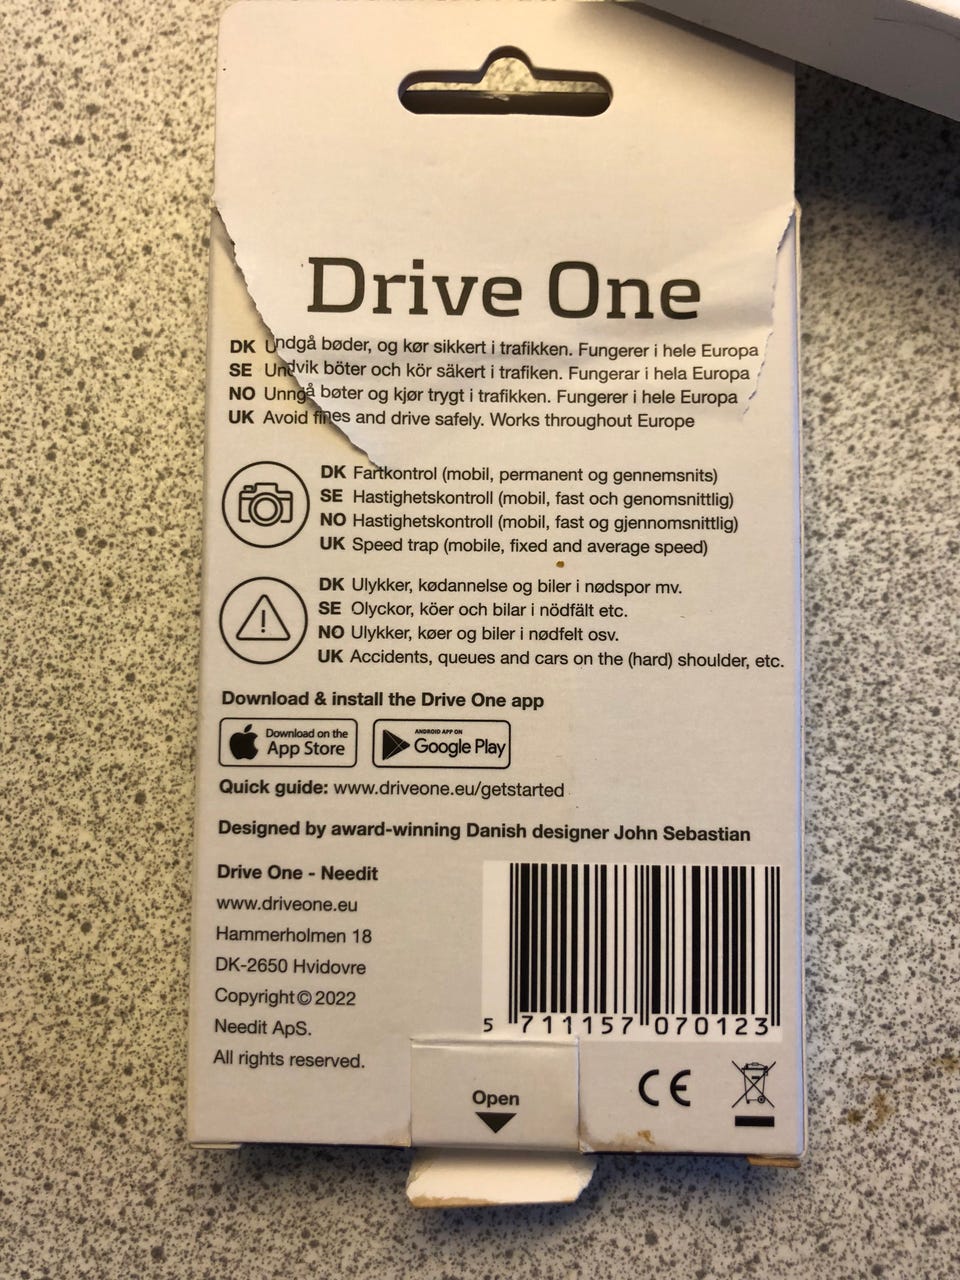 Drive One
DK Undgå bøder, og kør sikkert i trafikken. Fungerer i hele Europa
SE Undvik böter och kör säkert i trafiken. Fungerar i hela Europa
NO Unngå bøter og kjør trygt i trafikken. Fungerer i hele Europa
UK Avoid fines and drive safely. Works throughout Europe
DK Fartkontrol (mobil, permanent og gennemsnits)
SE Hastighetskontroll (mobil, fast och genomsnittlig)
NO Hastighetskontroll (mobil, fast og gjennomsnittlig)
UK Speed trap (mobile, fixed and average speed)
DK Ulykker, kødannelse og biler i nødspor mv.
SE Olyckor, köer och bilar i nödfält etc.
NO Ulykker, køer og biler i nødfelt osv.
UK Accidents, queues and cars on the (hard) shoulder, etc.
Download & install the Drive One app
Download on the
App Store
ANDROID APP ON
Google Play
Quick guide: www.driveone.eu/getstarted
Designed by award-winning Danish designer John Sebastian
Drive One - Needit
www.driveone.eu
Hammerholmen 18
DK-2650 Hvidovre
Copyright © 2022
Needit ApS.
All rights reserved.
5 711157 070123
Open
CE